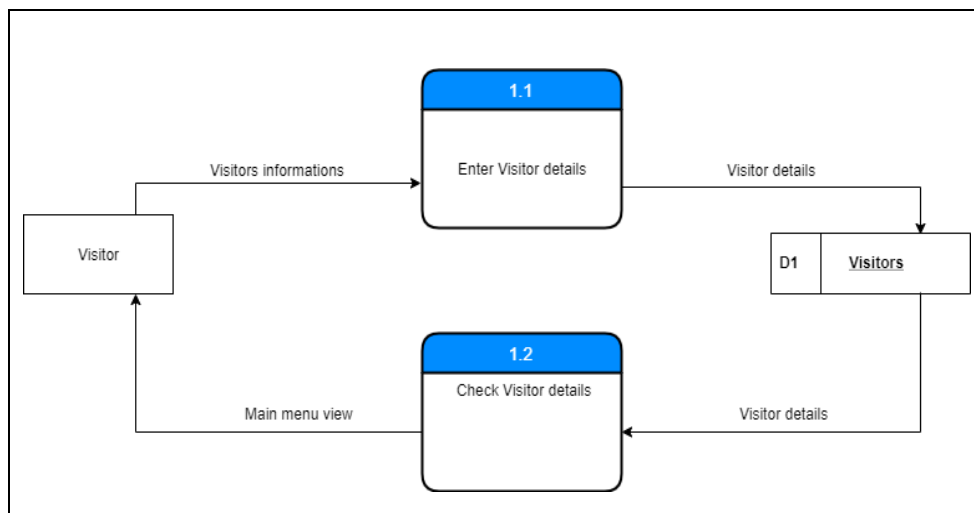 1.1
Enter Visitor details
Visitors informations
Visitor details
Visitor
D1
Visitors
1.2
Check Visitor details
Main menu view
Visitor details